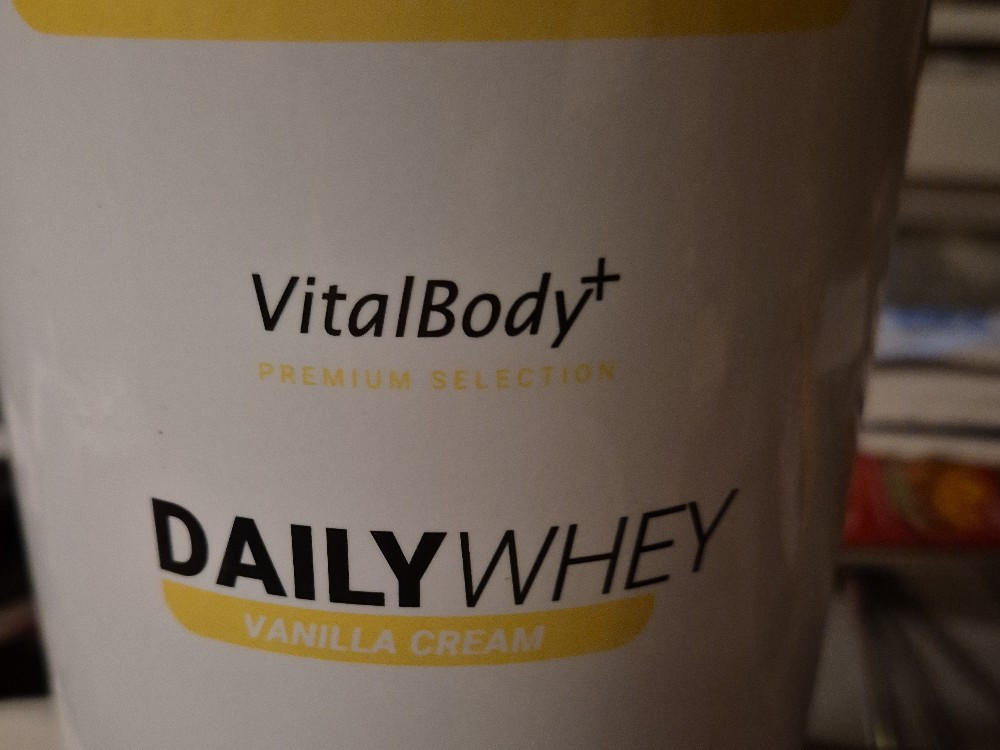 VitalBody+
PREMIUM SELECTION
DAILYWHEY
VANILLA CREAM